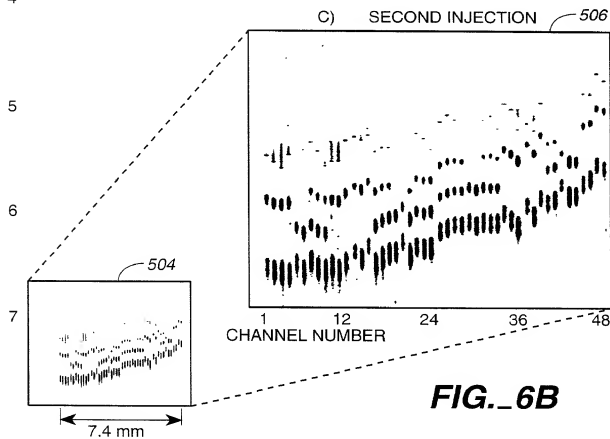 4
C) SECOND INJECTION 506
5
6
504
7
1 12 24 36 48
CHANNEL NUMBER
7.4 mm
FIG._6B